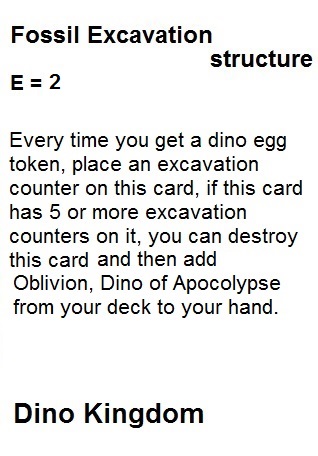 Fossil Excavation
structure
E = 2
Every time you get a dino egg
token, place an excavation
counter on this card, if this card
has 5 or more excavation
counters on it, you can destroy
this card and then add
Oblivion, Dino of Apocolypse
from your deck to your hand.
Dino Kingdom